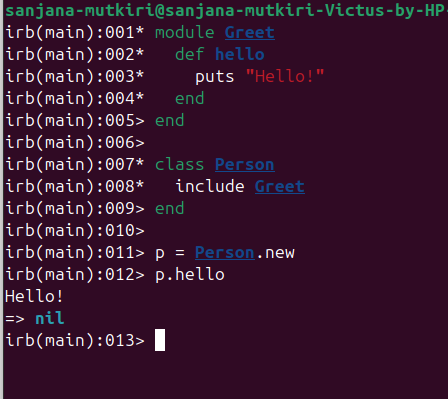 sanjana-mutkiri@sanjana-mutkiri-Victus-by-HP-
irb(main):001* module Greet
irb(main):002*   def hello
irb(main):003*     puts "Hello!"
irb(main):004*   end
irb(main):005> end
irb(main):006>
irb(main):007* class Person
irb(main):008*   include Greet
irb(main):009> end
irb(main):010>
irb(main):011> p = Person.new
irb(main):012> p.hello
Hello!
=> nil
irb(main):013>